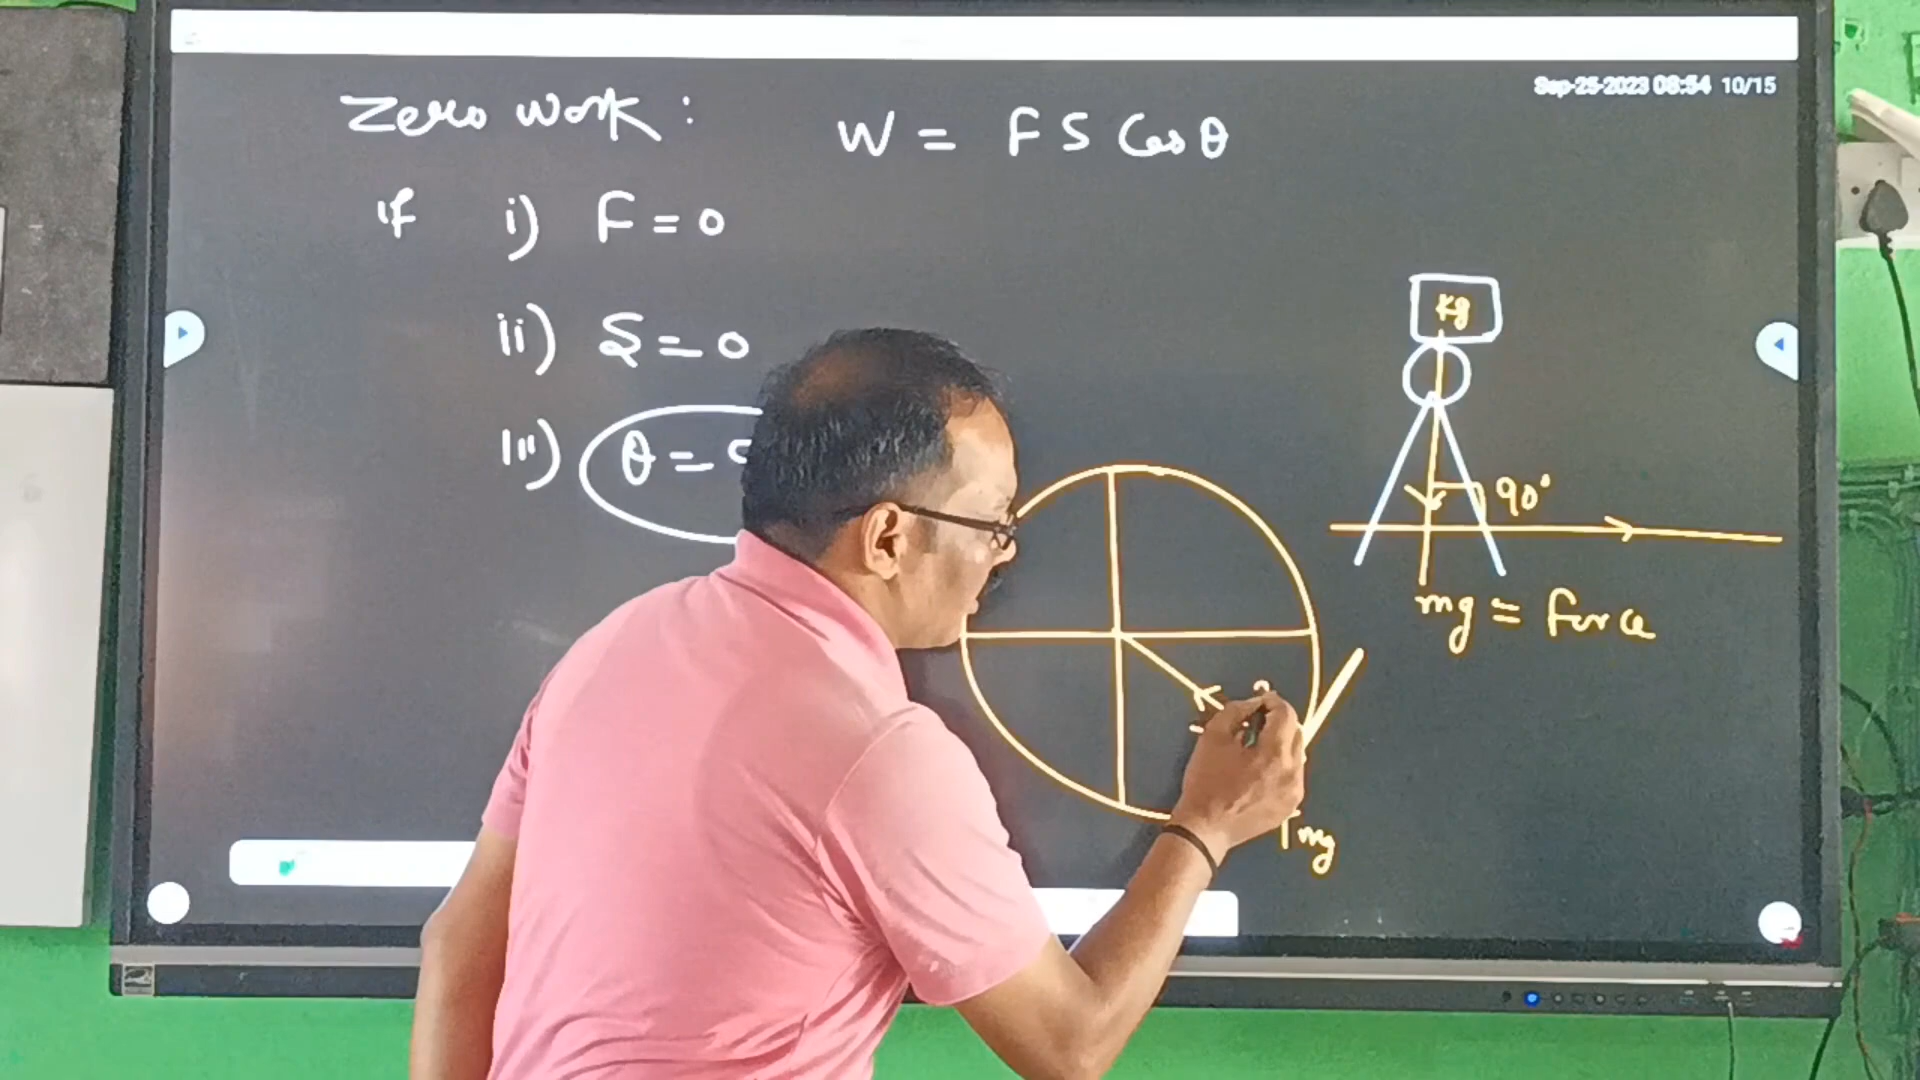 Sep-25-2023 08:54 10/15
Zero work : W = F S Cos θ
if i) F = 0
ii) S = 0
iii) θ =
kg
90°
mg = force
mg